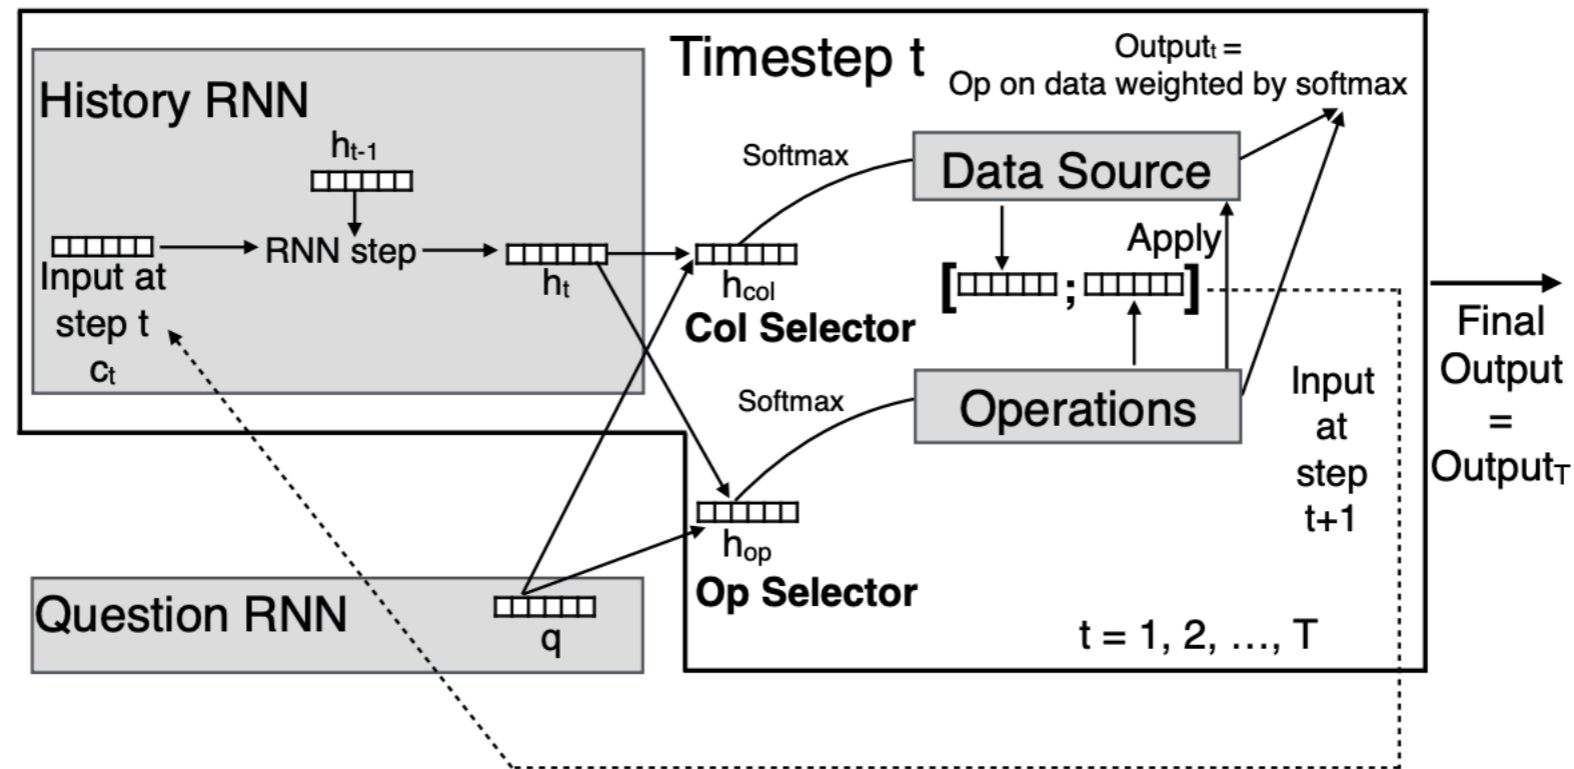 Timestep t
Output_t =
Op on data weighted by softmax
History RNN
h_t-1
Softmax
Data Source
RNN step
Apply
Input at
step t
c_t
h_t
h_col
Col Selector
[ ; ]
Softmax
Operations
Input
at
step
t+1
Final
Output
=
Output_T
h_op
Op Selector
Question RNN
q
t = 1, 2, ..., T